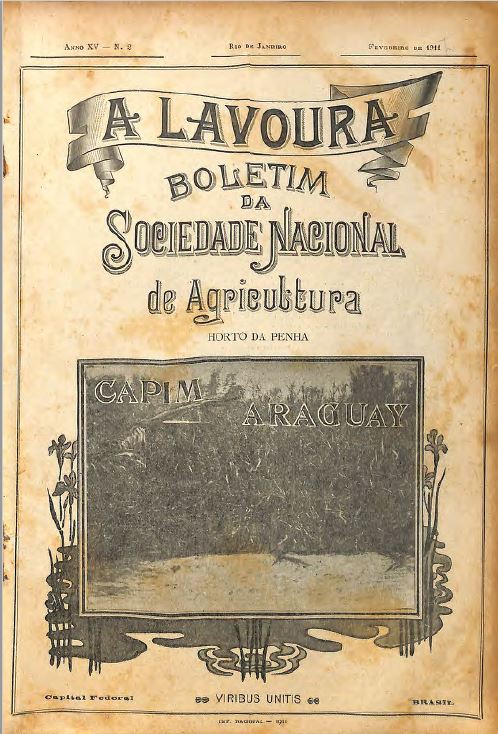 ANNO XV — N. 2
RIO DE JANEIRO
FEVEREIRO DE 1911
A LAVOURA
BOLETIM
DA
SOCIEDADE NACIONAL
de Agricultura
HORTO DA PENHA
CAPIM
ARAGUAY
Capital Federal
VIRIBUS UNITIS
BRASIL
IMP. NACIONAL — 1911